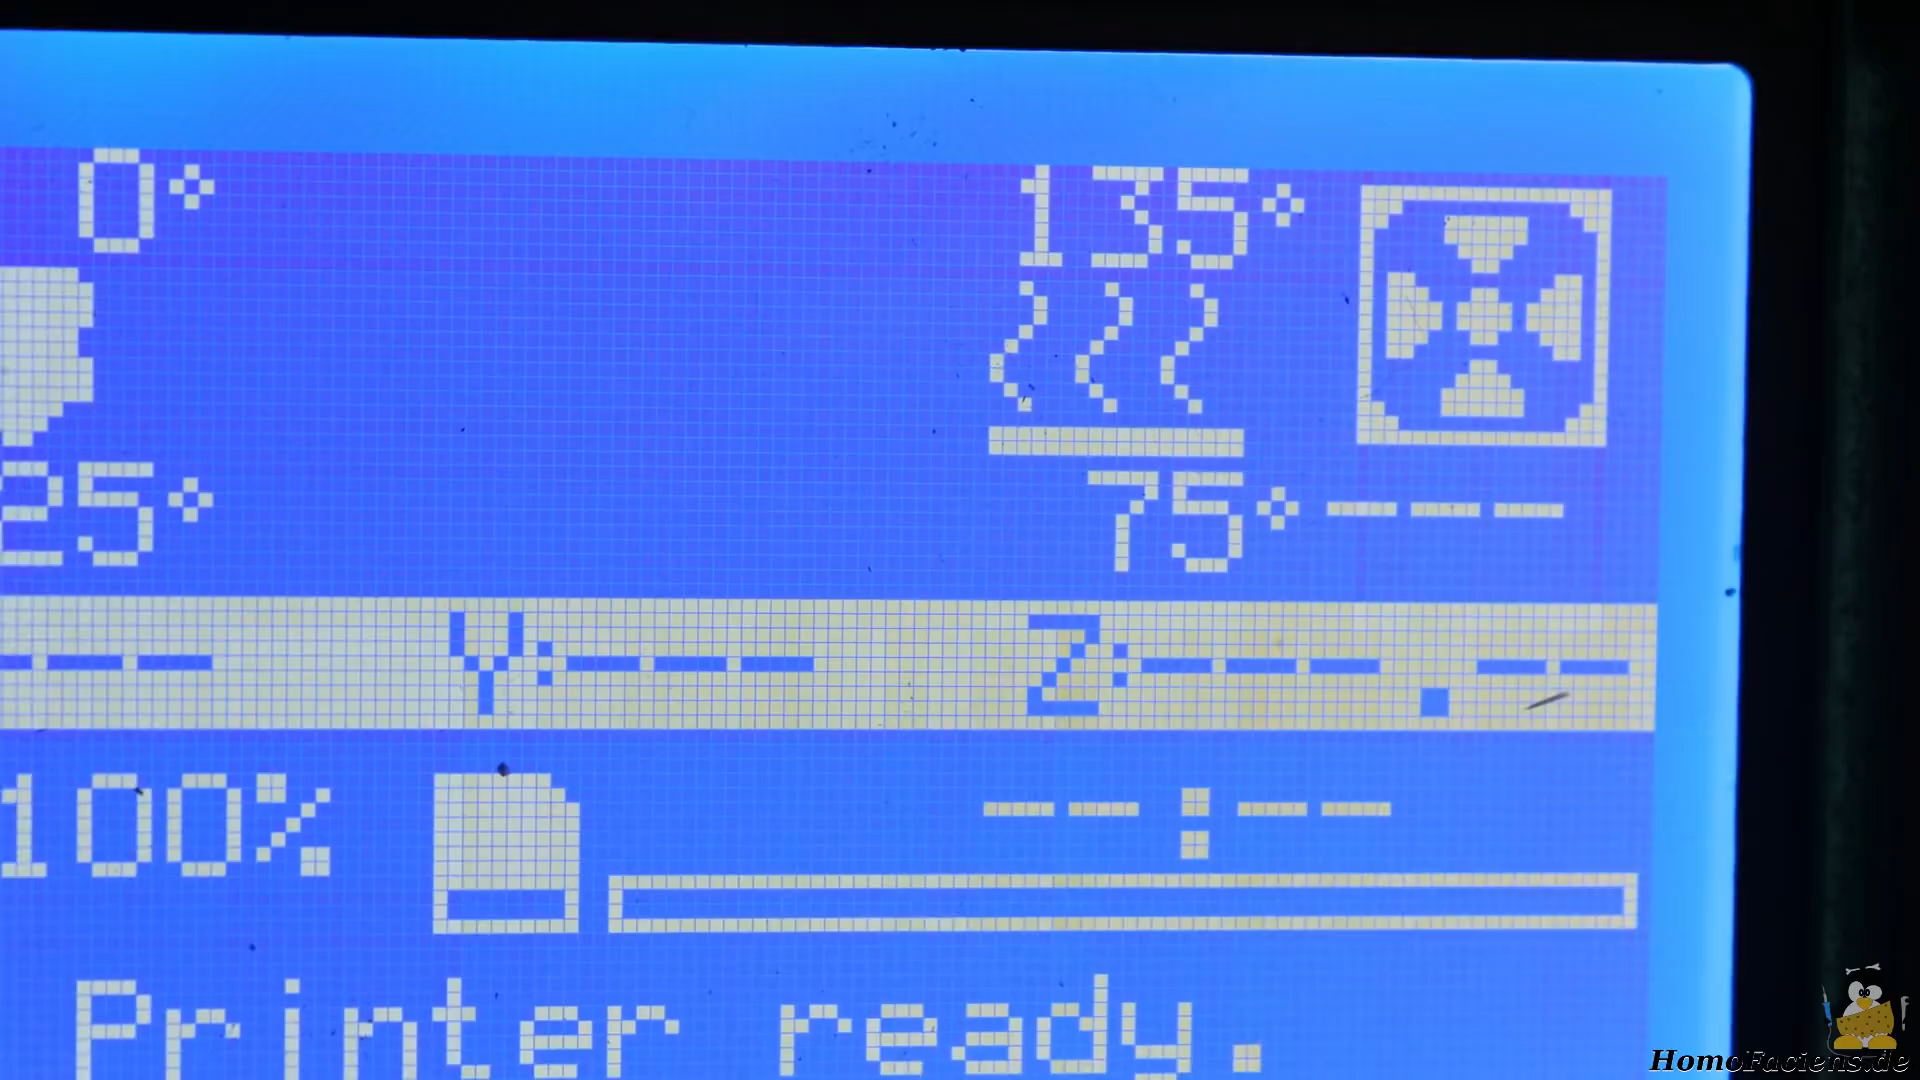 0° 135°
25° 75° ---
--- Y:--- Z:---.--
100% --:--
Printer ready.
HomoFaciens.de